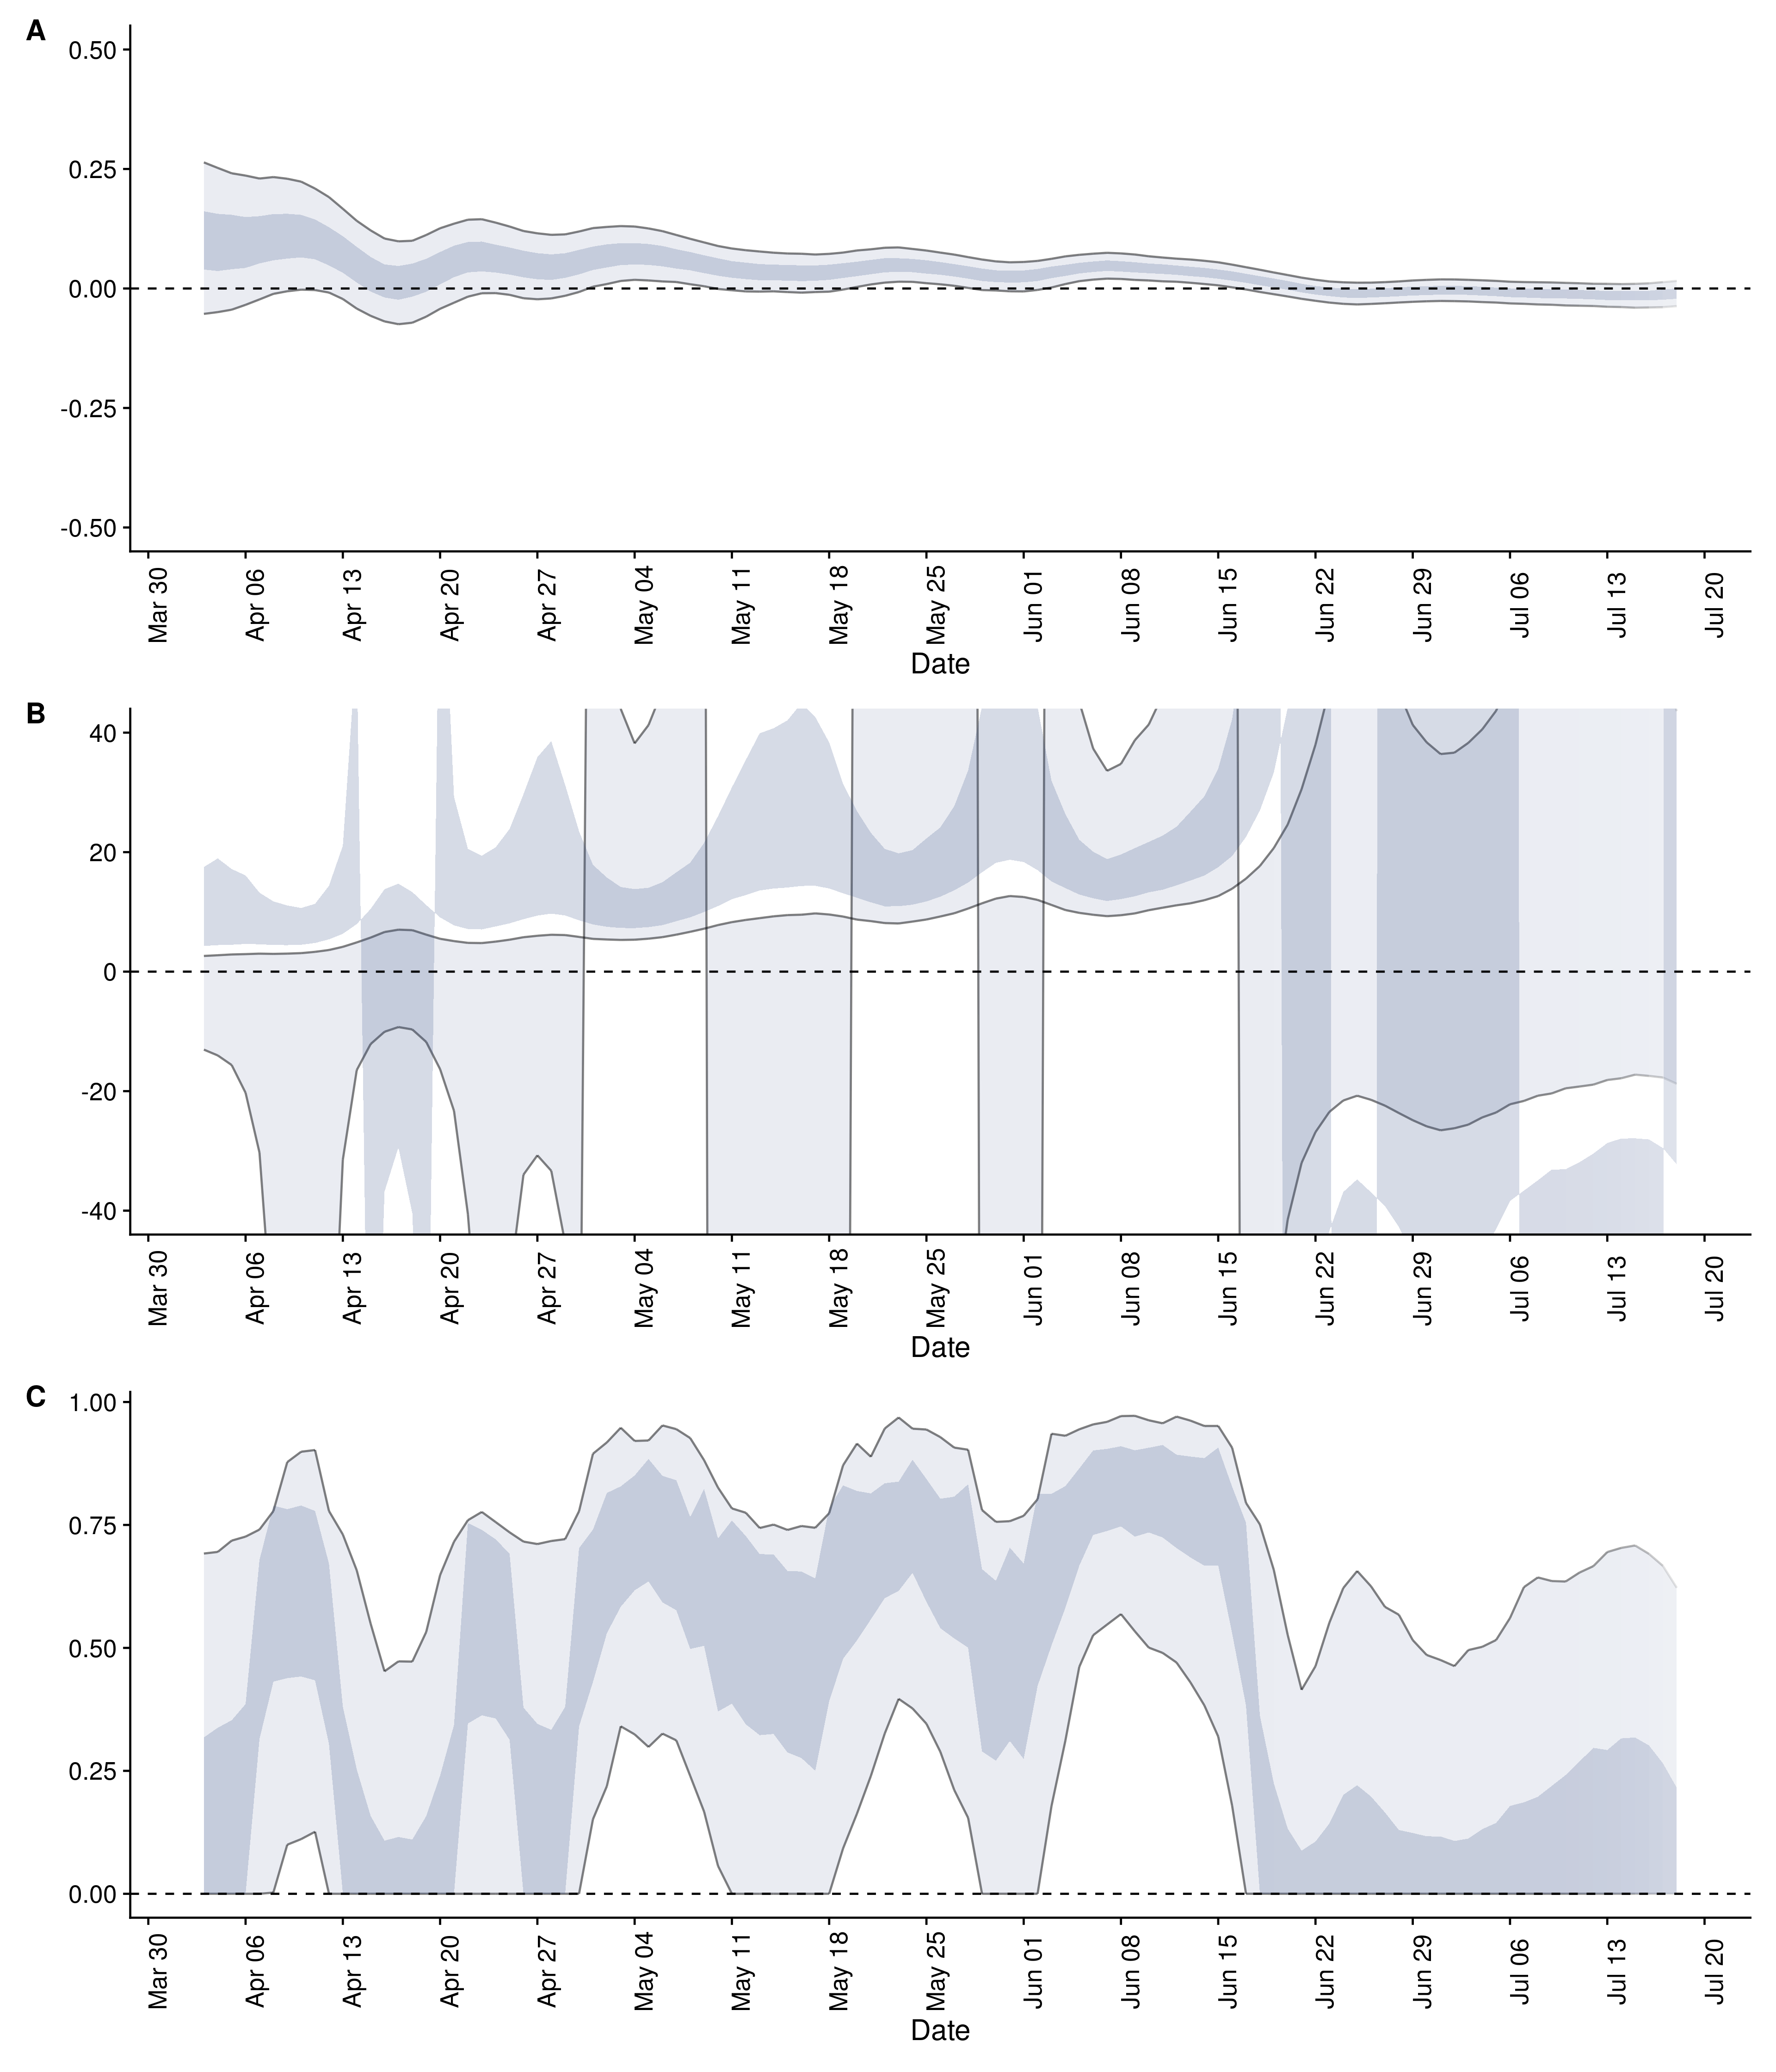 A
0.50
0.25
0.00
-0.25
-0.50
Mar 30
Apr 06
Apr 13
Apr 20
Apr 27
May 04
May 11
May 18
May 25
Jun 01
Jun 08
Jun 15
Jun 22
Jun 29
Jul 06
Jul 13
Jul 20
Date
B
40
20
0
-20
-40
Mar 30
Apr 06
Apr 13
Apr 20
Apr 27
May 04
May 11
May 18
May 25
Jun 01
Jun 08
Jun 15
Jun 22
Jun 29
Jul 06
Jul 13
Jul 20
Date
C
1.00
0.75
0.50
0.25
0.00
Mar 30
Apr 06
Apr 13
Apr 20
Apr 27
May 04
May 11
May 18
May 25
Jun 01
Jun 08
Jun 15
Jun 22
Jun 29
Jul 06
Jul 13
Jul 20
Date